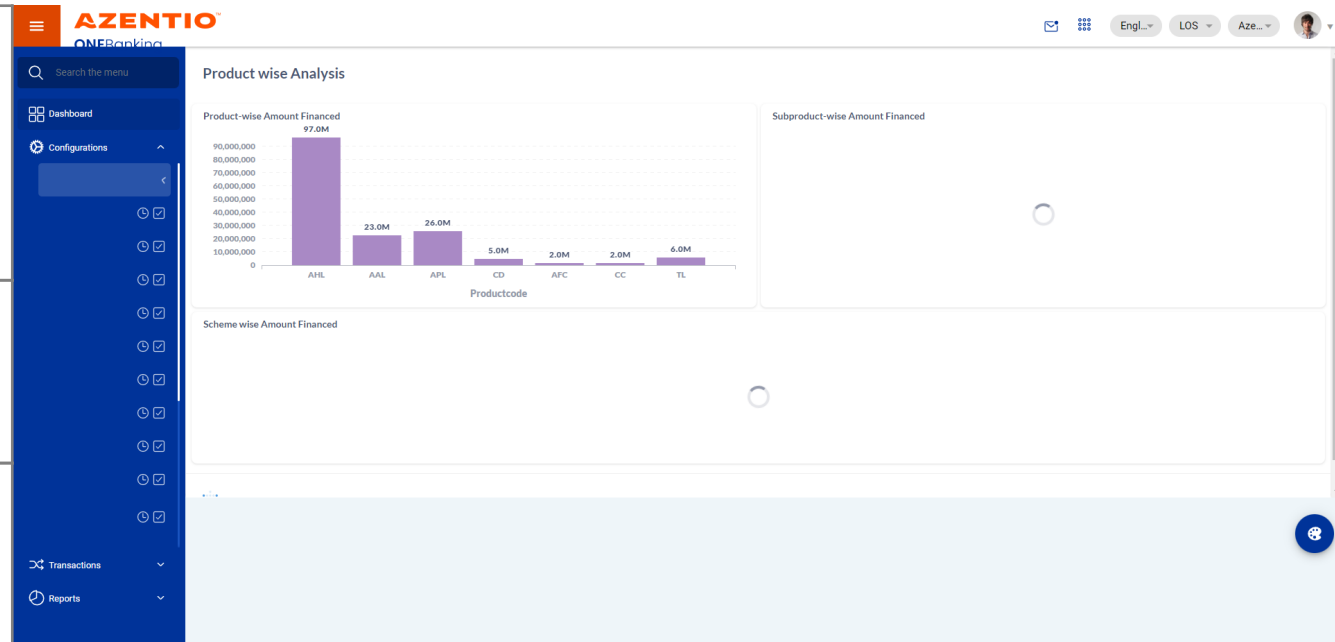 AZENTIO™
ONEBanking
Engl...
LOS
Aze...
Search the menu
Dashboard
Configurations
Transactions
Reports
Product wise Analysis
Product-wise Amount Financed
97.0M
90,000,000
80,000,000
70,000,000
60,000,000
50,000,000
40,000,000
30,000,000
20,000,000
10,000,000
0
23.0M
26.0M
5.0M
2.0M
2.0M
6.0M
AHL AAL APL CD AFC CC TL
Productcode
Subproduct-wise Amount Financed
Scheme wise Amount Financed